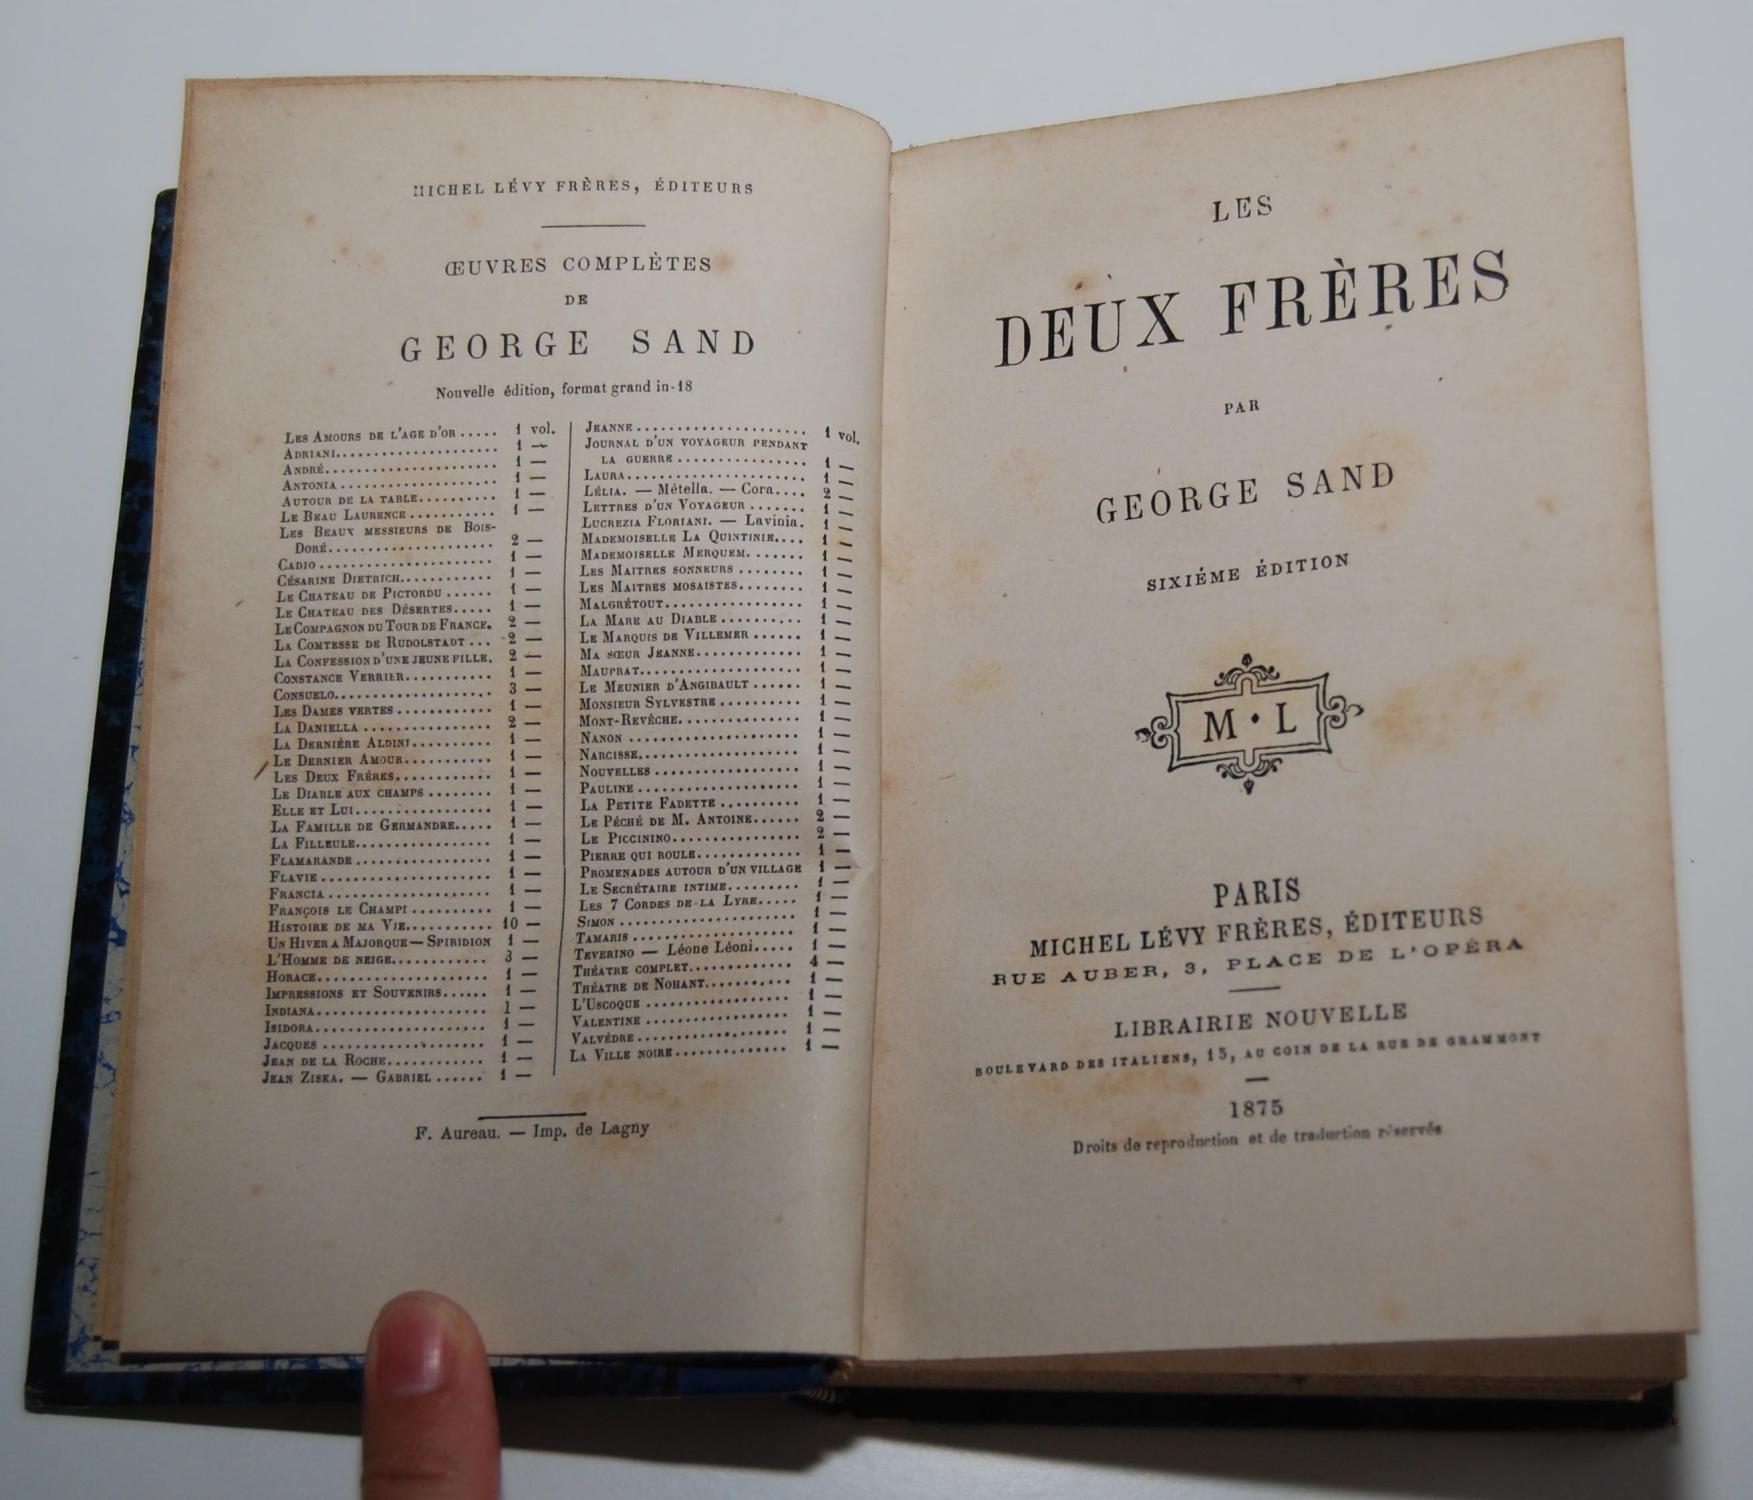 MICHEL LÉVY FRÈRES, ÉDITEURS
ŒUVRES COMPLÈTES
DE
GEORGE SAND
Nouvelle édition, format grand in-18
LES AMOURS DE L'AGE D'OR ..... 1 vol.
ADRIANI.................... 1 —
ANDRÉ...................... 1 —
ANTONIA .................... 1 —
AUTOUR DE LA TABLE.......... 1 —
LE BEAU LAURENCE ........... 1 —
LES BEAUX MESSIEURS DE BOIS-
DORÉ..................... 2 —
CADIO ...................... 1 —
CÉSARINE DIETRICH........... 1 —
LE CHATEAU DE PICTORDU ...... 1 —
LE CHATEAU DES DÉSERTES..... 1 —
LE COMPAGNON DU TOUR DE FRANCE. 2 —
LA COMTESSE DE RUDOLSTADT ... 2 —
LA CONFESSION D'UNE JEUNE FILLE. 2 —
CONSTANCE VERRIER........... 1 —
CONSUELO................... 3 —
LES DAMES VERTES ............ 1 —
LA DANIELLA ................ 2 —
LA DERNIÈRE ALDINI.......... 1 —
LE DERNIER AMOUR........... 1 —
LES DEUX FRÈRES............ 1 —
LE DIABLE AUX CHAMPS ........ 1 —
ELLE ET LUI................. 1 —
LA FAMILLE DE GERMANDRE..... 1 —
LA FILLEULE................. 1 —
FLAMARANDE ................. 1 —
FLAVIE ..................... 1 —
FRANCIA .................... 1 —
FRANÇOIS LE CHAMPI .......... 1 —
HISTOIRE DE MA VIE........... 10 —
UN HIVER A MAJORQUE — SPIRIDION 1 —
L'HOMME DE NEIGE............ 3 —
HORACE..................... 1 —
IMPRESSIONS ET SOUVENIRS...... 1 —
INDIANA.................... 1 —
ISIDORA.................... 1 —
JACQUES .................... 1 —
JEAN DE LA ROCHE............ 1 —
JEAN ZISKA. — GABRIEL ...... 1 —
JEANNE ..................... 1 vol.
JOURNAL D'UN VOYAGEUR PENDANT
LA GUERRE ................ 1 —
LAURA...................... 1 —
LÉLIA. — Métella. — Cora.... 2 —
LETTRES D'UN VOYAGEUR ....... 1 —
LUCREZIA FLORIANI. — Lavinia. 1 —
MADEMOISELLE LA QUINTINIE.... 1 —
MADEMOISELLE MERQUEM....... 1 —
LES MAITRES SONNEURS ........ 1 —
LES MAITRES MOSAISTES........ 1 —
MALGRÉTOUT................. 1 —
LA MARE AU DIABLE ........... 1 —
LE MARQUIS DE VILLEMER ...... 1 —
MA SŒUR JEANNE............. 1 —
MAUPRAT.................... 1 —
LE MEUNIER D'ANGIBAULT ...... 1 —
MONSIEUR SYLVESTRE .......... 1 —
MONT-REVÊCHE............... 1 —
NANON ..................... 1 —
NARCISSE.................... 1 —
NOUVELLES .................. 1 —
PAULINE .................... 1 —
LA PETITE FADETTE .......... 1 —
LE PÉCHÉ DE M. ANTOINE...... 2 —
LE PICCININO................ 2 —
PIERRE QUI ROULE............. 1 —
PROMENADES AUTOUR D'UN VILLAGE 1 —
LE SECRÉTAIRE INTIME......... 1 —
LES 7 CORDES DE LA LYRE..... 1 —
SIMON ...................... 1 —
TAMARIS .................... 1 —
TEVERINO — Léone Léoni..... 1 —
THÉATRE COMPLET............. 4 —
THÉATRE DE NOHANT........... 1 —
L'USCOQUE .................. 1 —
VALENTINE .................. 1 —
VALVÈDRE ................... 1 —
LA VILLE NOIRE.............. 1 —
F. Aureau. — Imp. de Lagny
LES
DEUX FRÈRES
PAR
GEORGE SAND
SIXIÉME ÉDITION
M · L
PARIS
MICHEL LÉVY FRÈRES, ÉDITEURS
RUE AUBER, 3, PLACE DE L'OPÉRA
LIBRAIRIE NOUVELLE
BOULEVARD DES ITALIENS, 15, AU COIN DE LA RUE DE GRAMMONT
1875
Droits de reproduction et de traduction réservés